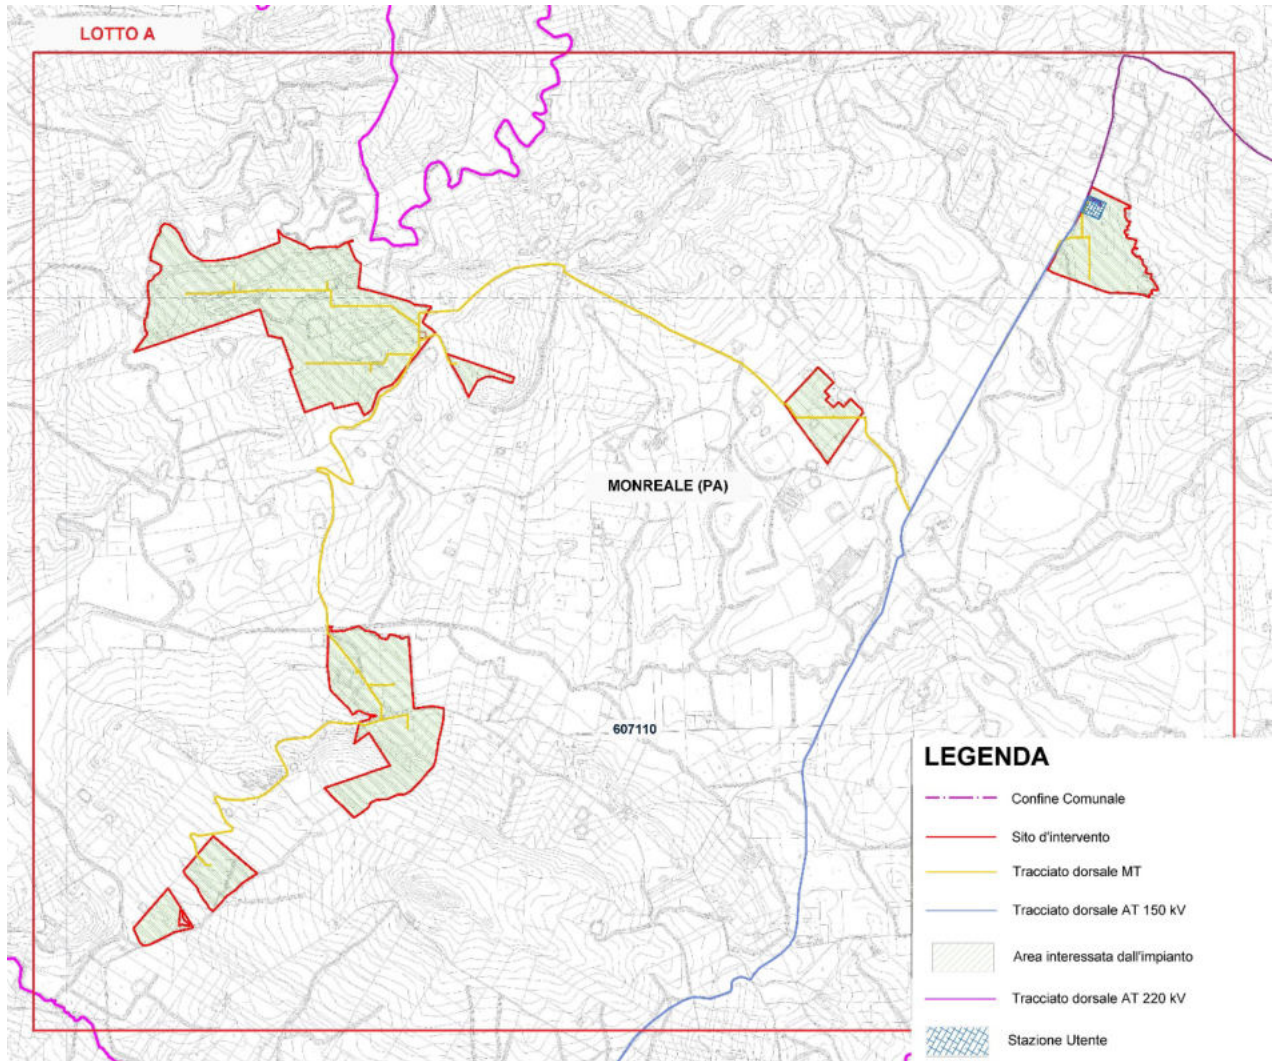 LOTTO A
MONREALE (PA)
607110
LEGENDA
Confine Comunale
Sito d'intervento
Tracciato dorsale MT
Tracciato dorsale AT 150 kV
Area interessata dall'impianto
Tracciato dorsale AT 220 kV
Stazione Utente